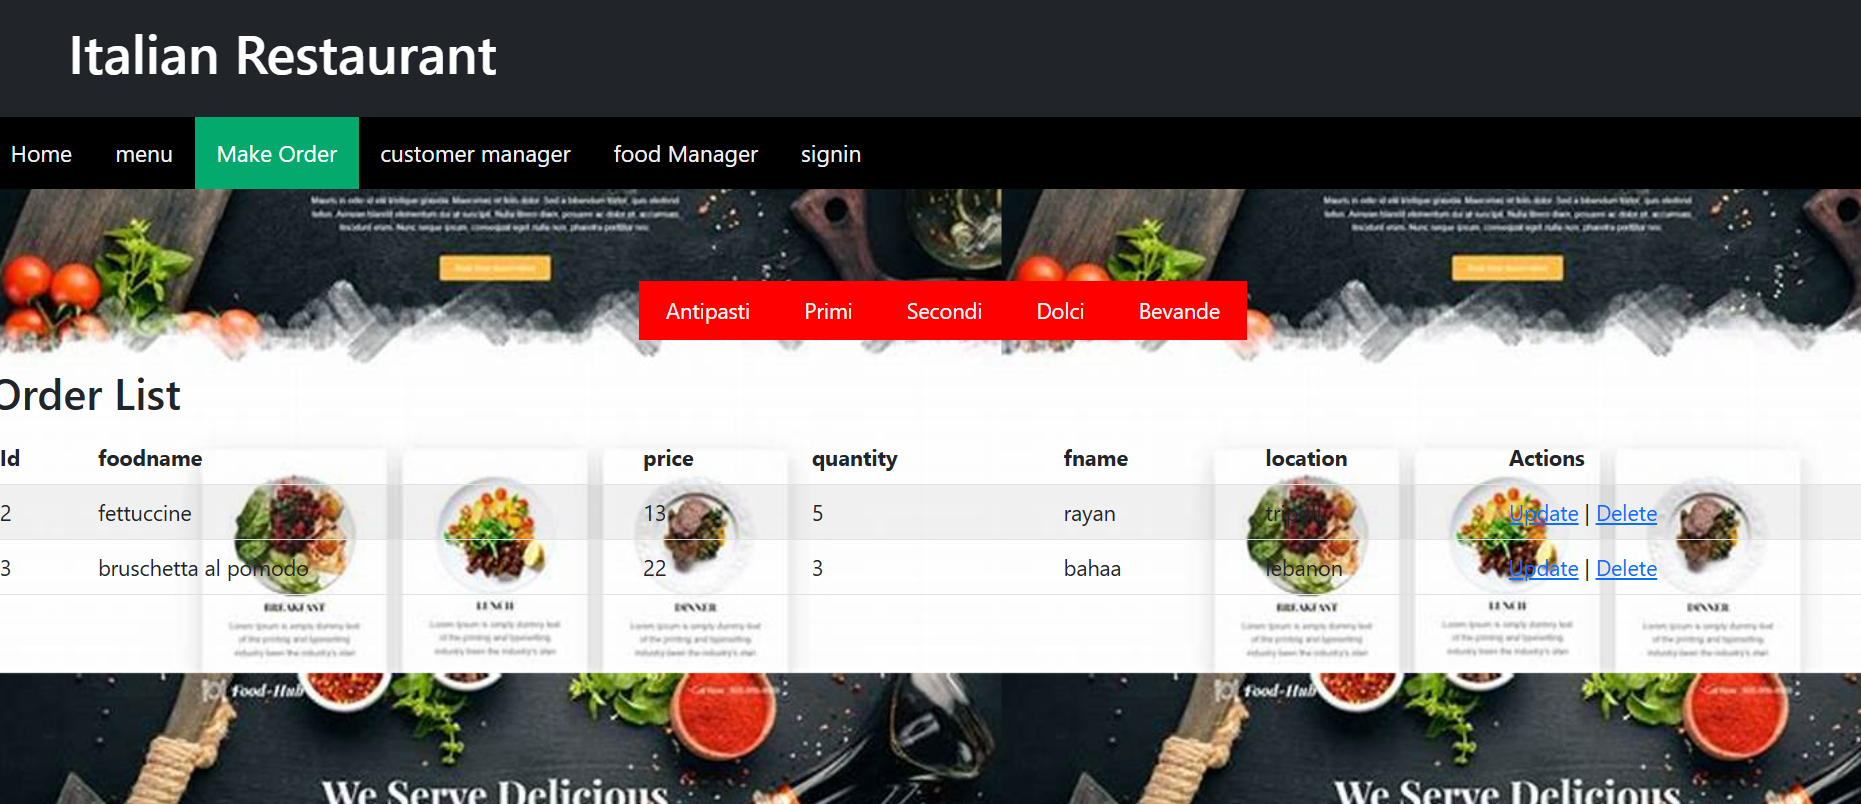 Italian Restaurant
Home menu Make Order customer manager food Manager signin
Antipasti Primi Secondi Dolci Bevande
Order List
Id foodname price quantity fname location Actions
2 fettuccine 13 5 rayan Update | Delete
3 bruschetta al pomodo 22 3 bahaa lebanon Update | Delete
BREAKFAST LUNCH DINNER BREAKFAST LUNCH DINNER
Food-Hub Food-Hub
We Serve Delicious We Serve Delicious